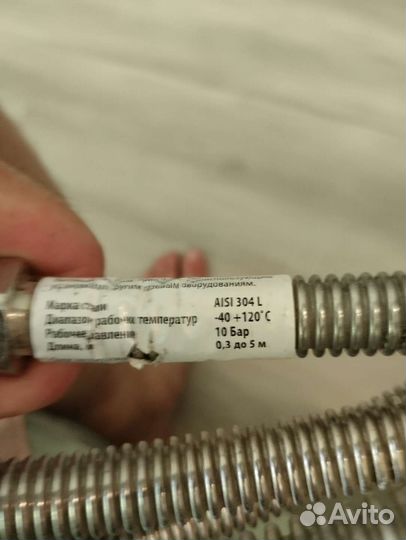 оборудованиям.
Марка стали AISI 304 L
Диапазон рабочих температур -40 +120˚C
Рабочее давление 10 Бар
Длина, 0,3 до 5 м
Avito